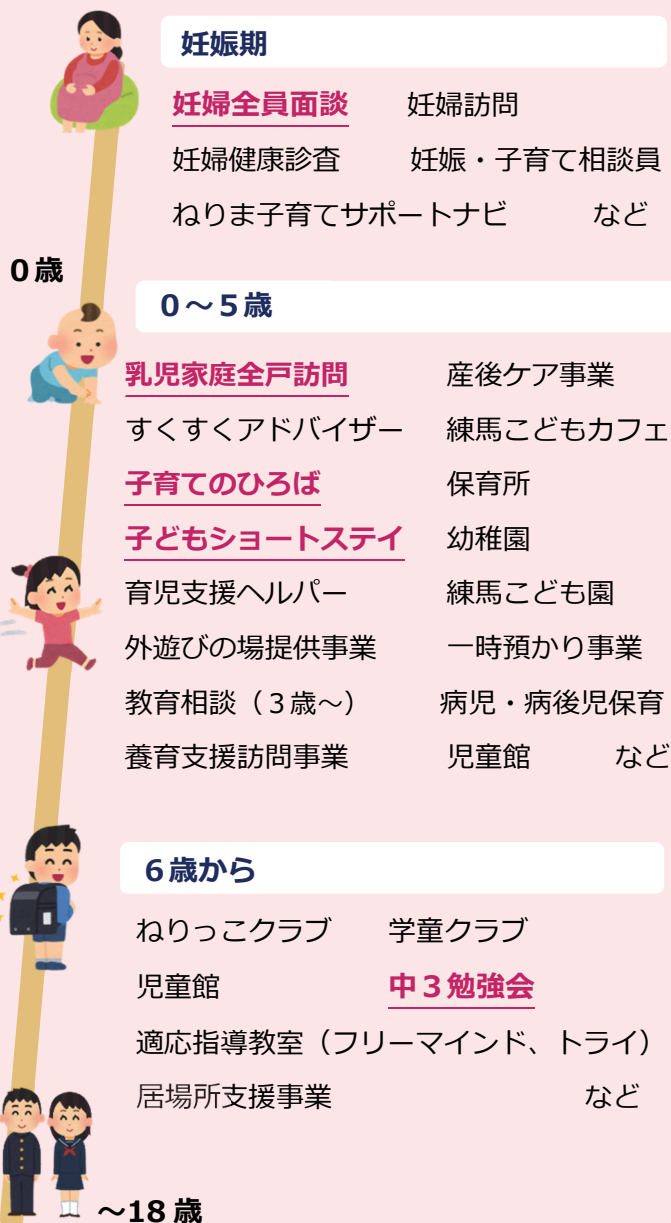 妊娠期
妊婦全員面談 妊婦訪問
妊婦健康診査 妊娠・子育て相談員
ねりま子育てサポートナビ など
0歳
0~5歳
乳児家庭全戸訪問 産後ケア事業
すくすくアドバイザー 練馬こどもカフェ
子育てのひろば 保育所
子どもショートステイ 幼稚園
育児支援ヘルパー 練馬こども園
外遊びの場提供事業 一時預かり事業
教育相談(3歳~) 病児・病後児保育
養育支援訪問事業 児童館 など
6歳から
ねりっこクラブ 学童クラブ
児童館 中3勉強会
適応指導教室(フリーマインド、トライ)
居場所支援事業 など
~18歳